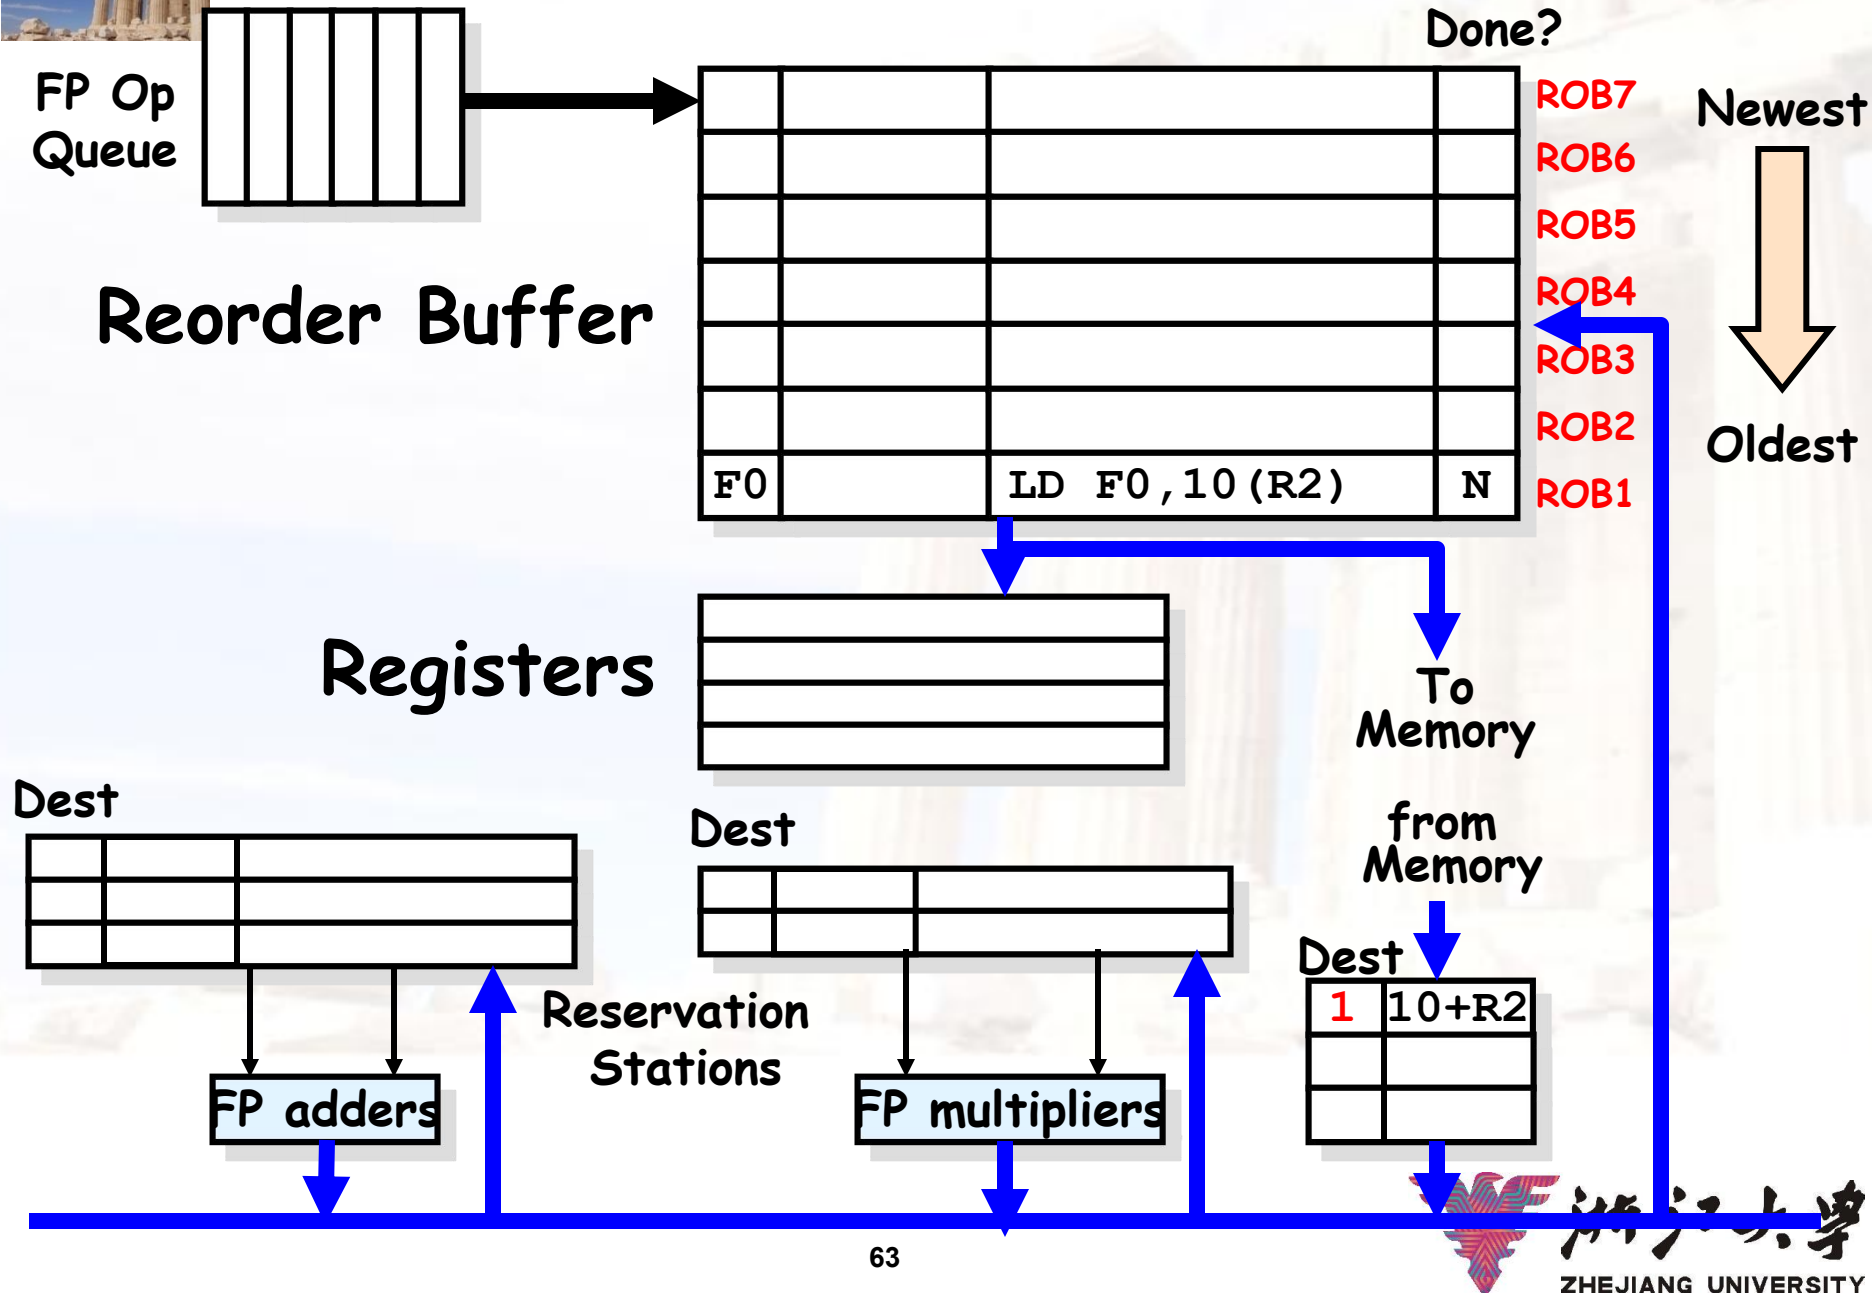 Done?
FP Op
Queue
ROB7
Newest
ROB6
ROB5
Reorder Buffer
ROB4
ROB3
ROB2
Oldest
F0 LD F0,10(R2) N ROB1
Registers
To
Memory
Dest
Dest
from
Memory
Dest
1 10+R2
Reservation
Stations
FP adders
FP multipliers
浙江大學
63
ZHEJIANG UNIVERSITY